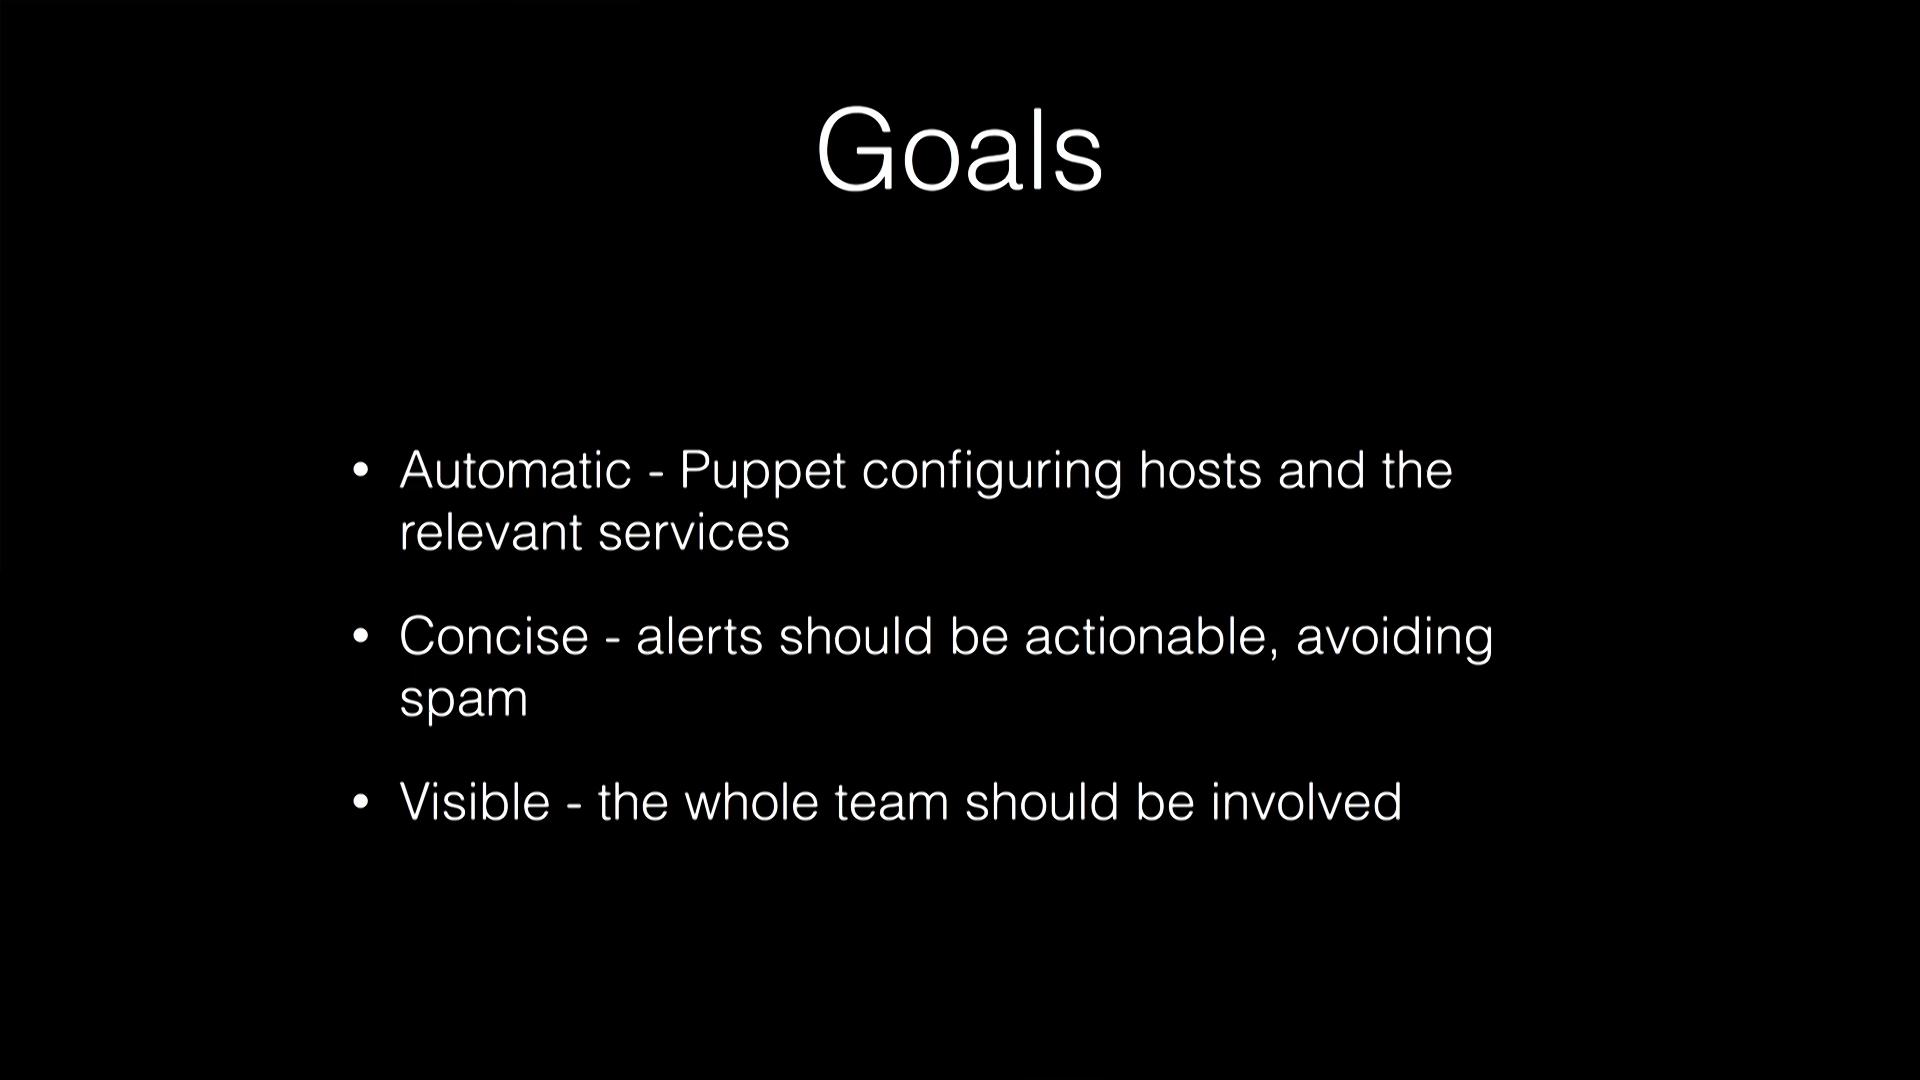 Goals
• Automatic - Puppet configuring hosts and the
relevant services
• Concise - alerts should be actionable, avoiding
spam
• Visible - the whole team should be involved